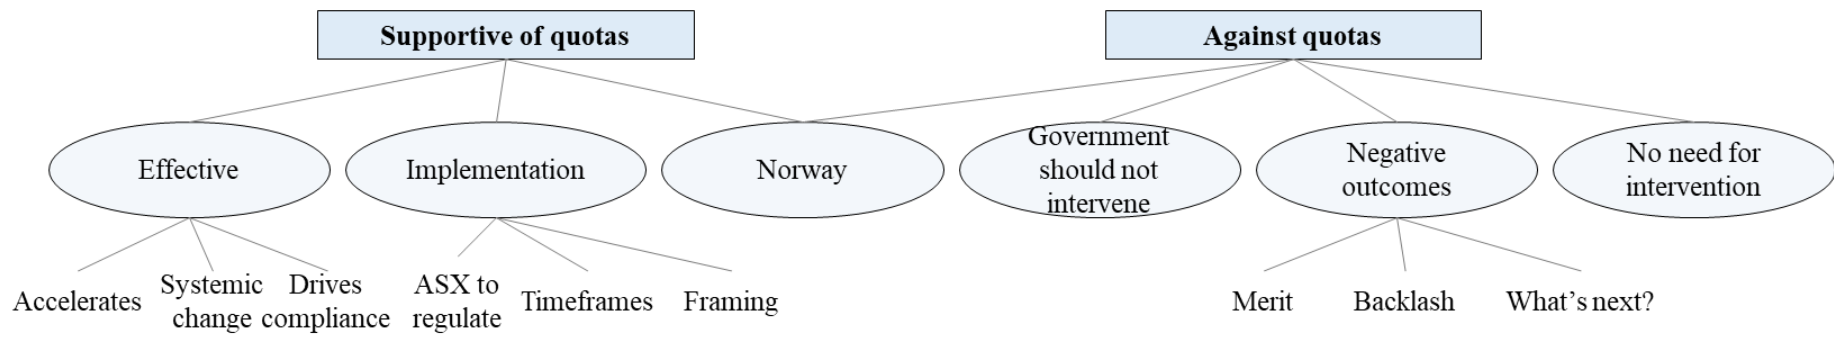 Supportive of quotas
Against quotas
Effective
Implementation
Norway
Government
should not
intervene
Negative
outcomes
No need for
intervention
Accelerates
Systemic
change
Drives
compliance
ASX to
regulate
Timeframes
Framing
Merit
Backlash
What’s next?